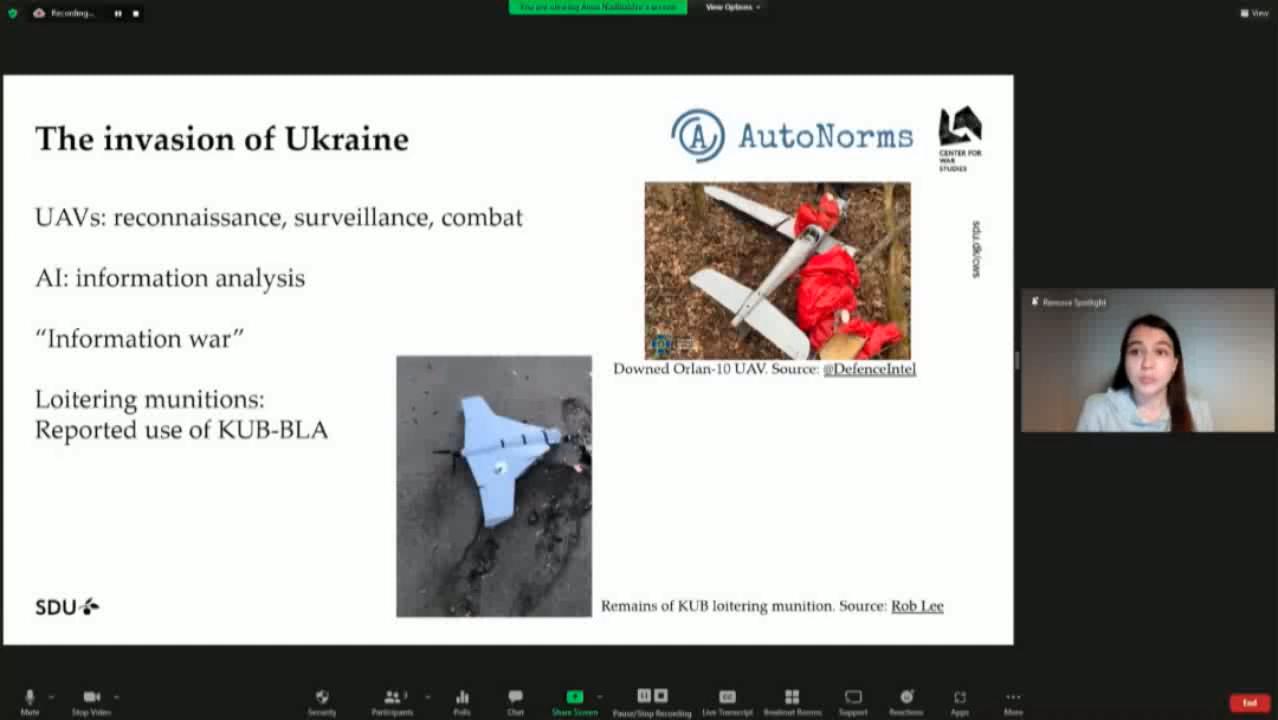 Recording...
You are viewing Anna Nadibaidze's screen
View Options
View
The invasion of Ukraine
A
AutoNorms
CENTER FOR
WAR
STUDIES
UAVs: reconnaissance, surveillance, combat
AI: information analysis
“Information war”
Loitering munitions:
Reported use of KUB-BLA
sdu.dk/cws
Downed Orlan-10 UAV. Source: @DefenceIntel
Remove Spotlight
SDU
Remains of KUB loitering munition. Source: Rob Lee
Mute
Stop Video
Security
Participants
Polls
Chat
Share Screen
Pause/Stop Recording
Live Transcript
Breakout Rooms
Support
Reactions
Apps
More
End